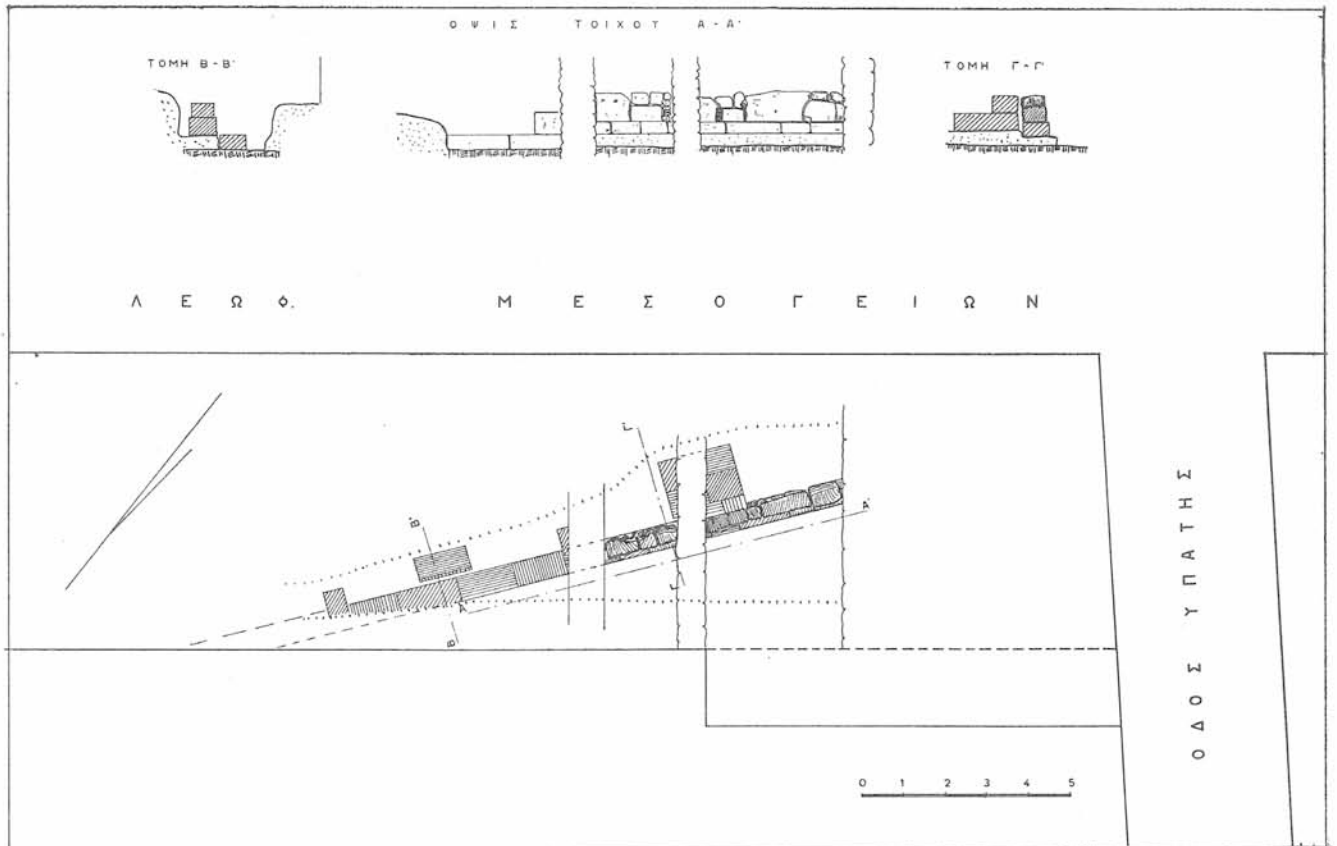 ΟΨΙΣ ΤΟΙΧΟΥ Α-Α'
ΤΟΜΗ Β-Β'
ΤΟΜΗ Γ-Γ'
ΛΕΩΦ. ΜΕΣΟΓΕΙΩΝ
Γ'
Α'
Β'
Α
Γ
Β
ΟΔΟΣ ΥΠΑΤΗΣ
0 1 2 3 4 5